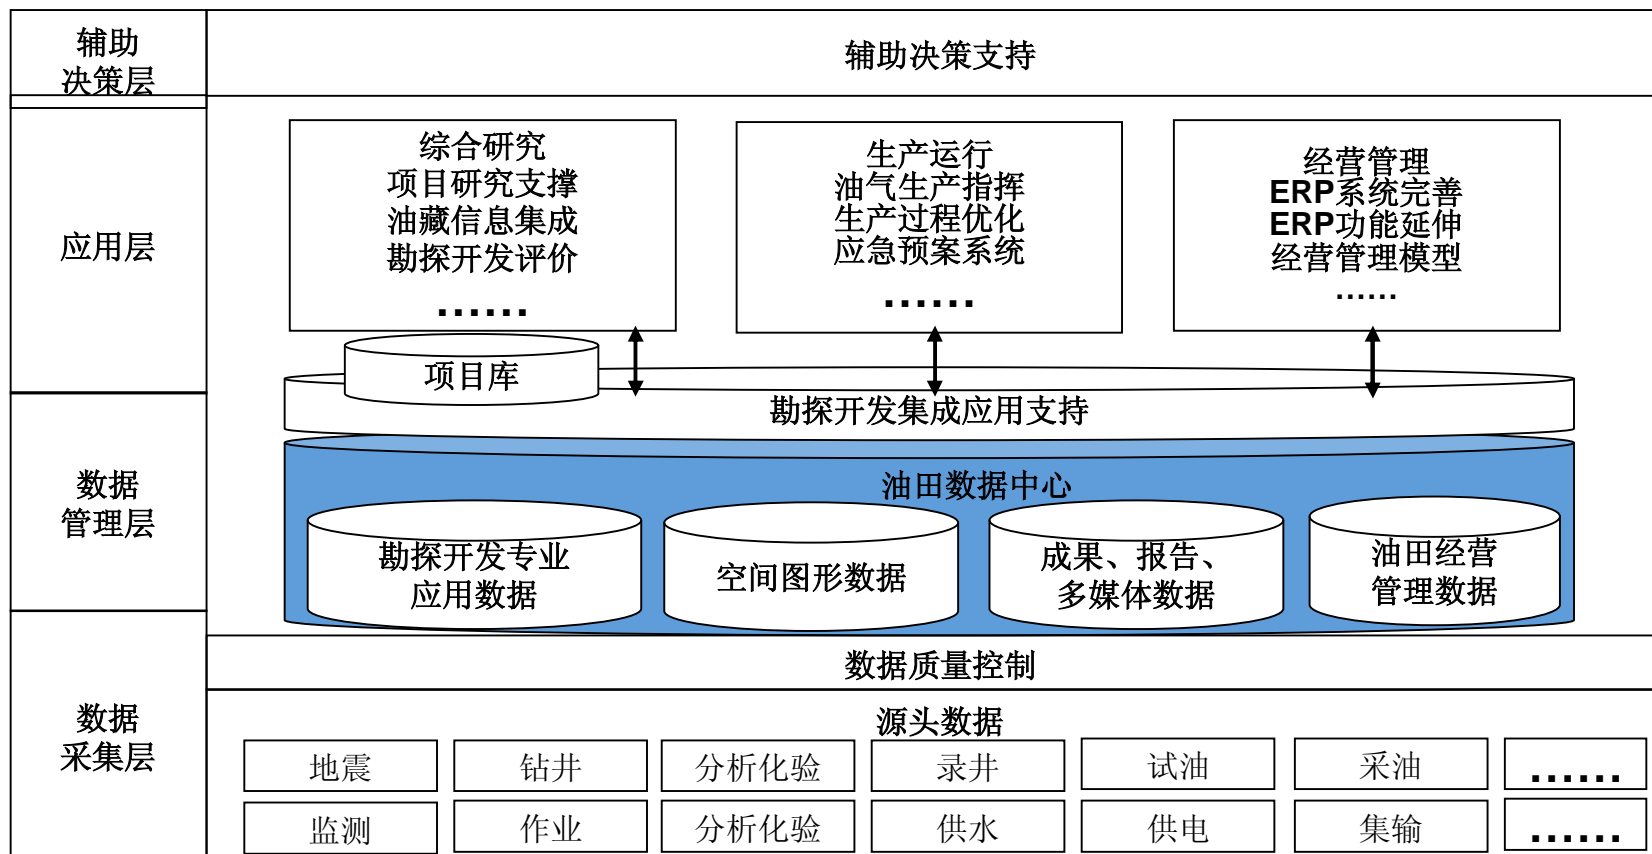 辅助
决策层
辅助决策支持
应用层
综合研究
项目研究支撑
油藏信息集成
勘探开发评价
......
生产运行
油气生产指挥
生产过程优化
应急预案系统
......
经营管理
ERP系统完善
ERP功能延伸
经营管理模型
......
项目库
勘探开发集成应用支持
数据
管理层
油田数据中心
勘探开发专业
应用数据
空间图形数据
成果、报告、
多媒体数据
油田经营
管理数据
数据
采集层
数据质量控制
源头数据
地震
钻井
分析化验
录井
试油
采油
......
监测
作业
分析化验
供水
供电
集输
......